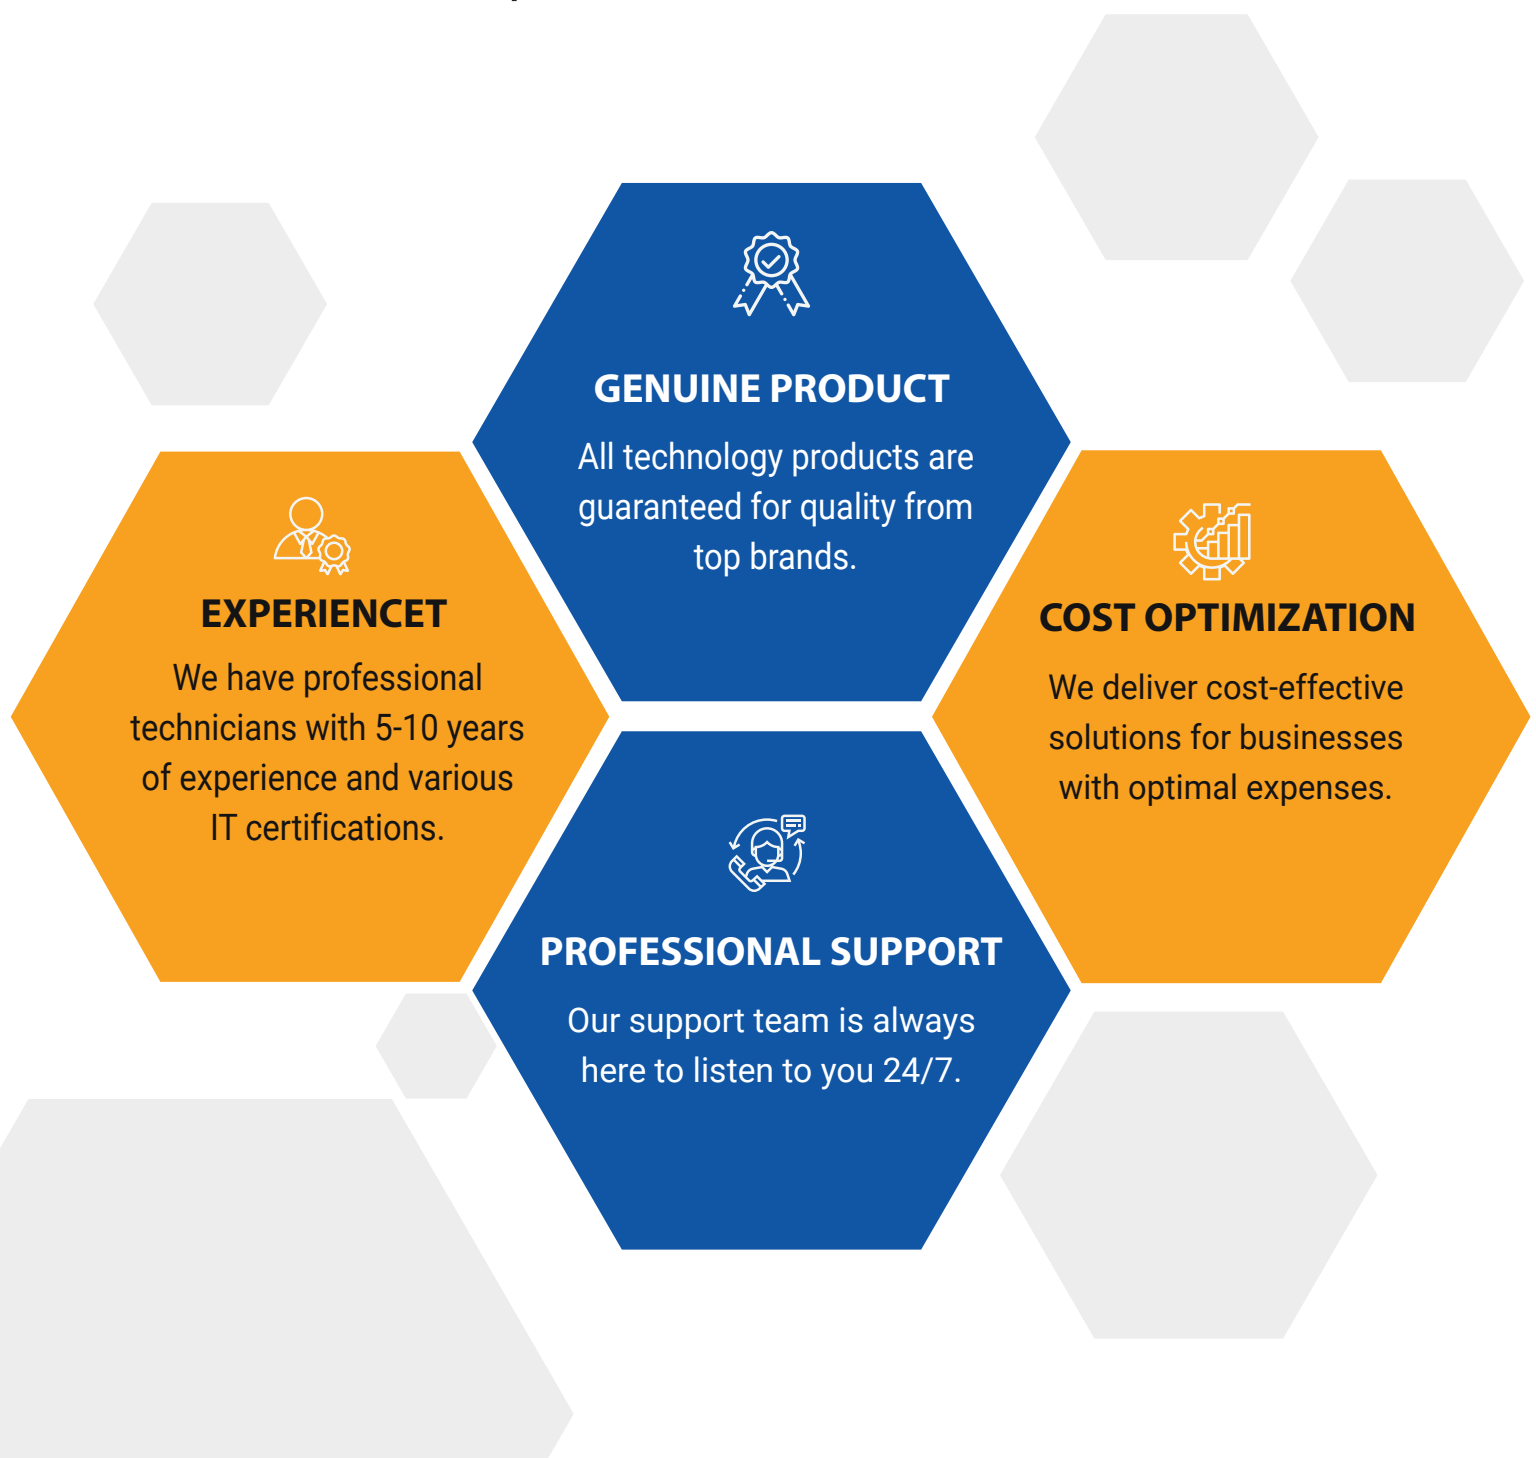 GENUINE PRODUCT
All technology products are
guaranteed for quality from
top brands.
EXPERIENCET
We have professional
technicians with 5-10 years
of experience and various
IT certifications.
COST OPTIMIZATION
We deliver cost-effective
solutions for businesses
with optimal expenses.
PROFESSIONAL SUPPORT
Our support team is always
here to listen to you 24/7.